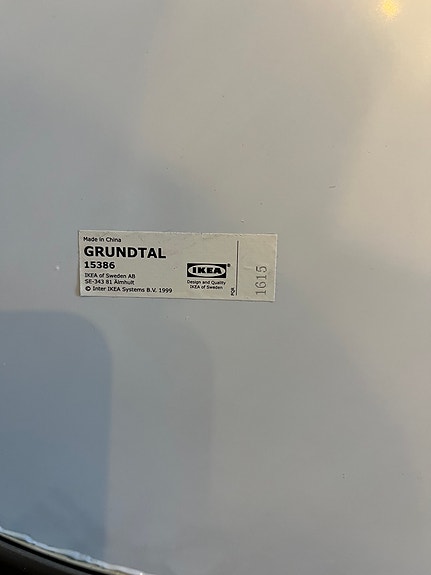 Made in China
GRUNDTAL
15386
IKEA of Sweden AB
SE-343 81 Älmhult
© Inter IKEA Systems B.V. 1999
IKEA®
Design and Quality
IKEA of Sweden
1615